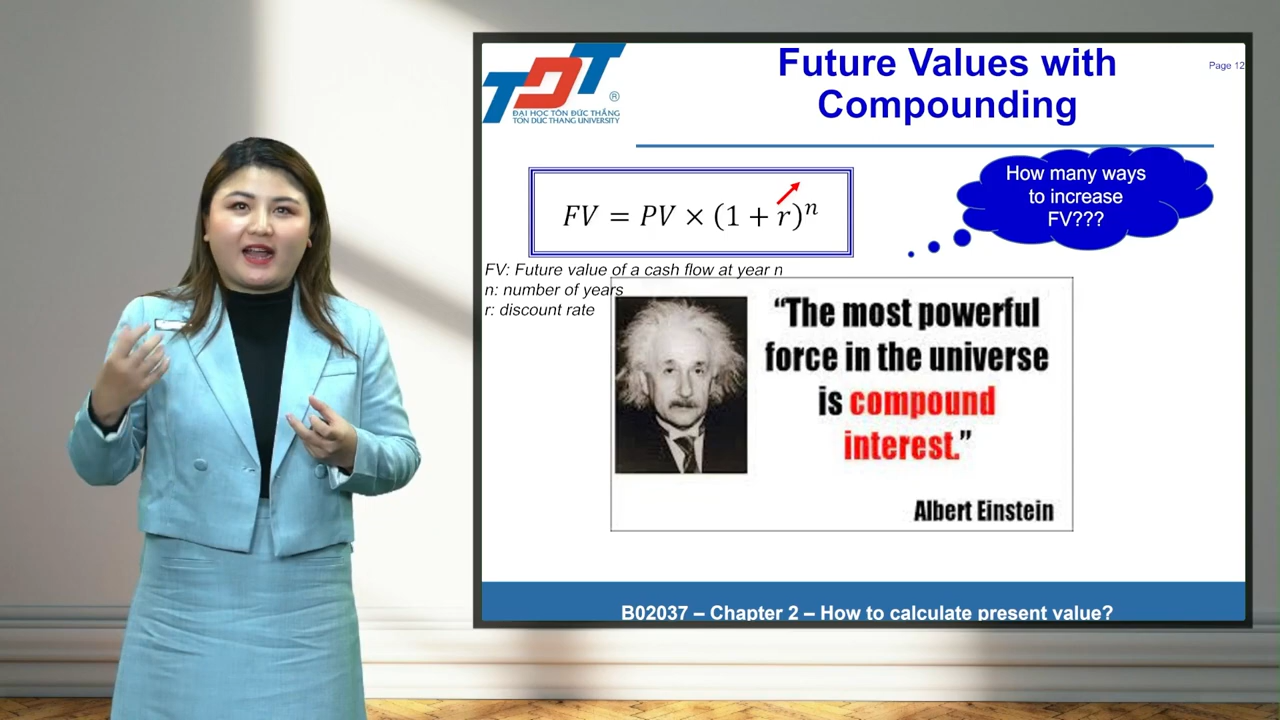 TDT
®
ĐẠI HỌC TÔN ĐỨC THẮNG
TON DUC THANG UNIVERSITY
Future Values with
Compounding
Page 12
FV = PV × (1 + r)ⁿ
How many ways
to increase
FV???
FV: Future value of a cash flow at year n
n: number of years
r: discount rate
“The most powerful
force in the universe
is compound
interest.”
Albert Einstein
B02037 – Chapter 2 – How to calculate present value?